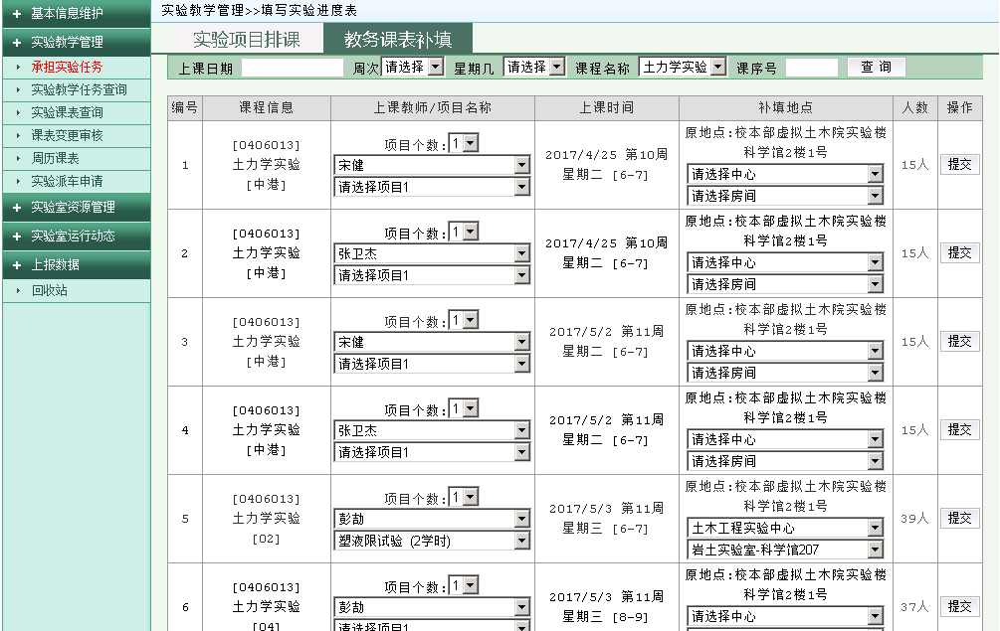 基本信息维护
实验教学管理
承担实验任务
实验教学任务查询
实验课表查询
课表变更审核
周历课表
实验派车申请
实验室资源管理
实验室运行动态
上报数据
回收站
实验教学管理>>填写实验进度表
实验项目排课 教务课表补填
上课日期 周次 请选择 星期几 请选择 课程名称 土力学实验 课序号 查 询
编号 课程信息 上课教师/项目名称 上课时间 补填地点 人数 操作
1
[0406013]
土力学实验
[中港]
项目个数:1
宋健
请选择项目1
2017/4/25 第10周
星期二 [6-7]
原地点:校本部虚拟土木院实验楼
科学馆2楼1号
请选择中心
请选择房间
15人
提交
2
[0406013]
土力学实验
[中港]
项目个数:1
张卫杰
请选择项目1
2017/4/25 第10周
星期二 [6-7]
原地点:校本部虚拟土木院实验楼
科学馆2楼1号
请选择中心
请选择房间
15人
提交
3
[0406013]
土力学实验
[中港]
项目个数:1
宋健
请选择项目1
2017/5/2 第11周
星期二 [6-7]
原地点:校本部虚拟土木院实验楼
科学馆2楼1号
请选择中心
请选择房间
15人
提交
4
[0406013]
土力学实验
[中港]
项目个数:1
张卫杰
请选择项目1
2017/5/2 第11周
星期二 [6-7]
原地点:校本部虚拟土木院实验楼
科学馆2楼1号
请选择中心
请选择房间
15人
提交
5
[0406013]
土力学实验
[02]
项目个数:1
彭劼
塑液限试验 (2学时)
2017/5/3 第11周
星期三 [6-7]
原地点:校本部虚拟土木院实验楼
科学馆2楼1号
土木工程实验中心
岩土实验室-科学馆207
39人
提交
6
[0406013]
土力学实验
[04]
项目个数:1
彭劼
请选择项目1
2017/5/3 第11周
星期三 [8-9]
原地点:校本部虚拟土木院实验楼
科学馆2楼1号
请选择中心
37人
提交